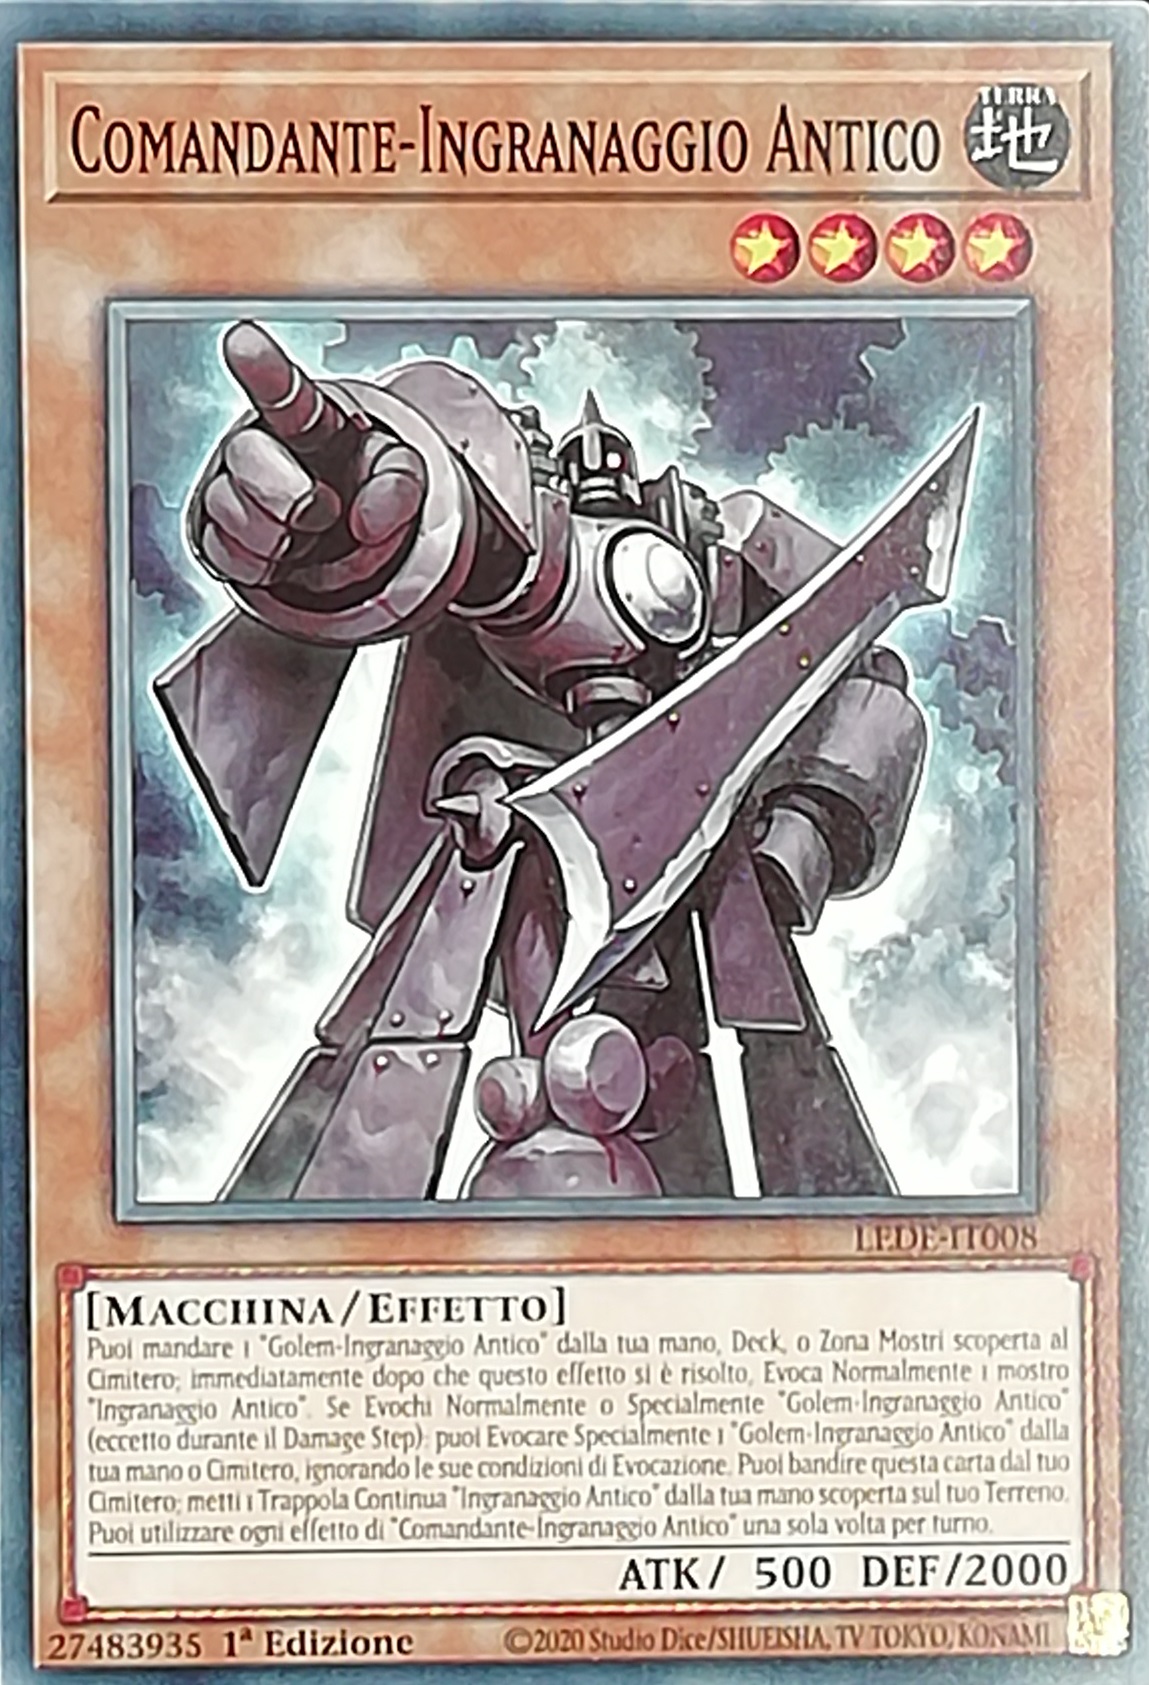 Comandante-Ingranaggio Antico
TERRA
地
LEDE-IT008
[Macchina/Effetto]
Puoi mandare 1 "Golem-Ingranaggio Antico" dalla tua mano, Deck, o Zona Mostri scoperta al
Cimitero; immediatamente dopo che questo effetto si è risolto, Evoca Normalmente 1 mostro
"Ingranaggio Antico". Se Evochi Normalmente o Specialmente "Golem-Ingranaggio Antico"
(eccetto durante il Damage Step): puoi Evocare Specialmente 1 "Golem-Ingranaggio Antico" dalla
tua mano o Cimitero, ignorando le sue condizioni di Evocazione. Puoi bandire questa carta dal tuo
Cimitero; metti 1 Trappola Continua "Ingranaggio Antico" dalla tua mano scoperta sul tuo Terreno.
Puoi utilizzare ogni effetto di "Comandante-Ingranaggio Antico" una sola volta per turno.
ATK/ 500 DEF/2000
27483935 1ª Edizione ©2020 Studio Dice/SHUEISHA, TV TOKYO, KONAMI